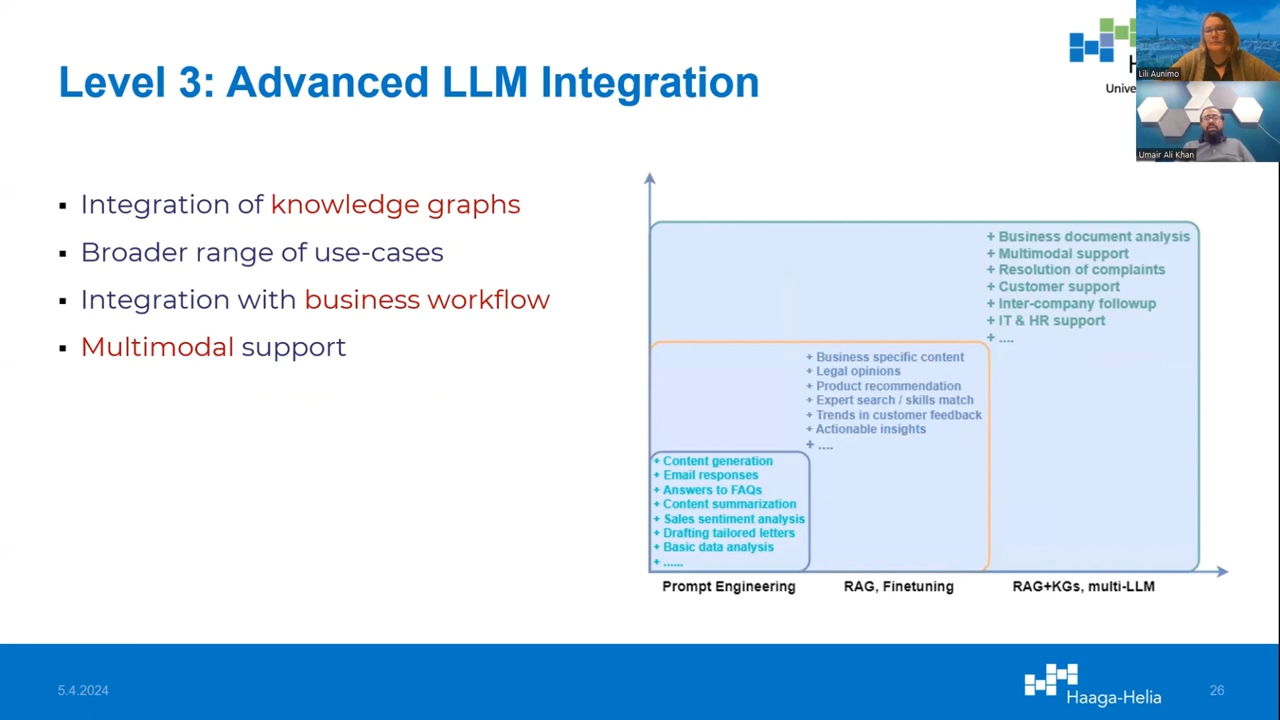 Level 3: Advanced LLM Integration
Unive
Lili Aunimo
Umair Ali Khan
▪ Integration of knowledge graphs
▪ Broader range of use-cases
▪ Integration with business workflow
▪ Multimodal support
+ Business document analysis
+ Multimodal support
+ Resolution of complaints
+ Customer support
+ Inter-company followup
+ IT & HR support
+ ....
+ Business specific content
+ Legal opinions
+ Product recommendation
+ Expert search / skills match
+ Trends in customer feedback
+ Actionable insights
+ ....
+ Content generation
+ Email responses
+ Answers to FAQs
+ Content summarization
+ Sales sentiment analysis
+ Drafting tailored letters
+ Basic data analysis
+ ......
Prompt Engineering
RAG, Finetuning
RAG+KGs, multi-LLM
5.4.2024
Haaga-Helia
26